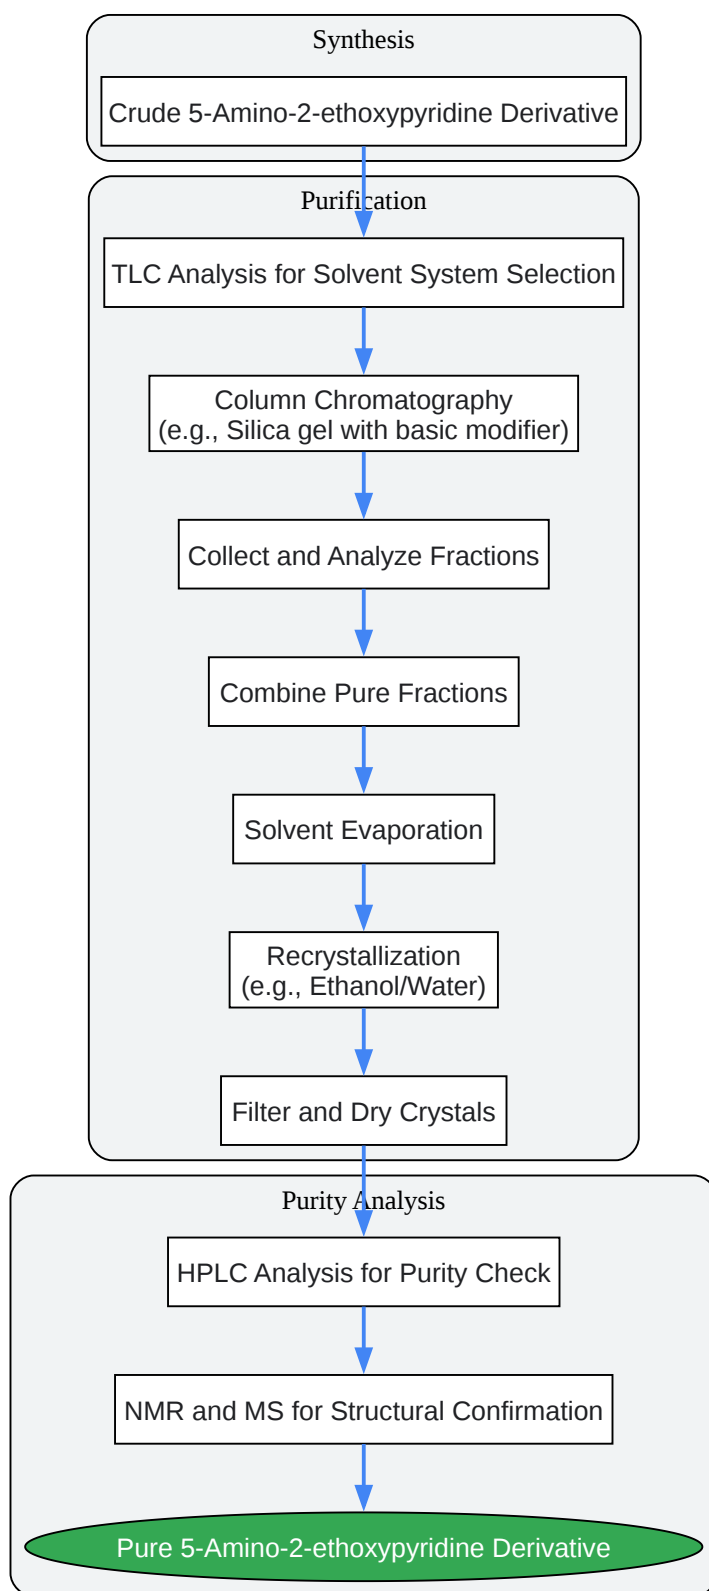 Synthesis
Crude 5-Amino-2-ethoxypyridine Derivative
Purification
TLC Analysis for Solvent System Selection
Column Chromatography
(e.g., Silica gel with basic modifier)
Collect and Analyze Fractions
Combine Pure Fractions
Solvent Evaporation
Recrystallization
(e.g., Ethanol/Water)
Filter and Dry Crystals
Purity Analysis
HPLC Analysis for Purity Check
NMR and MS for Structural Confirmation
Pure 5-Amino-2-ethoxypyridine Derivative